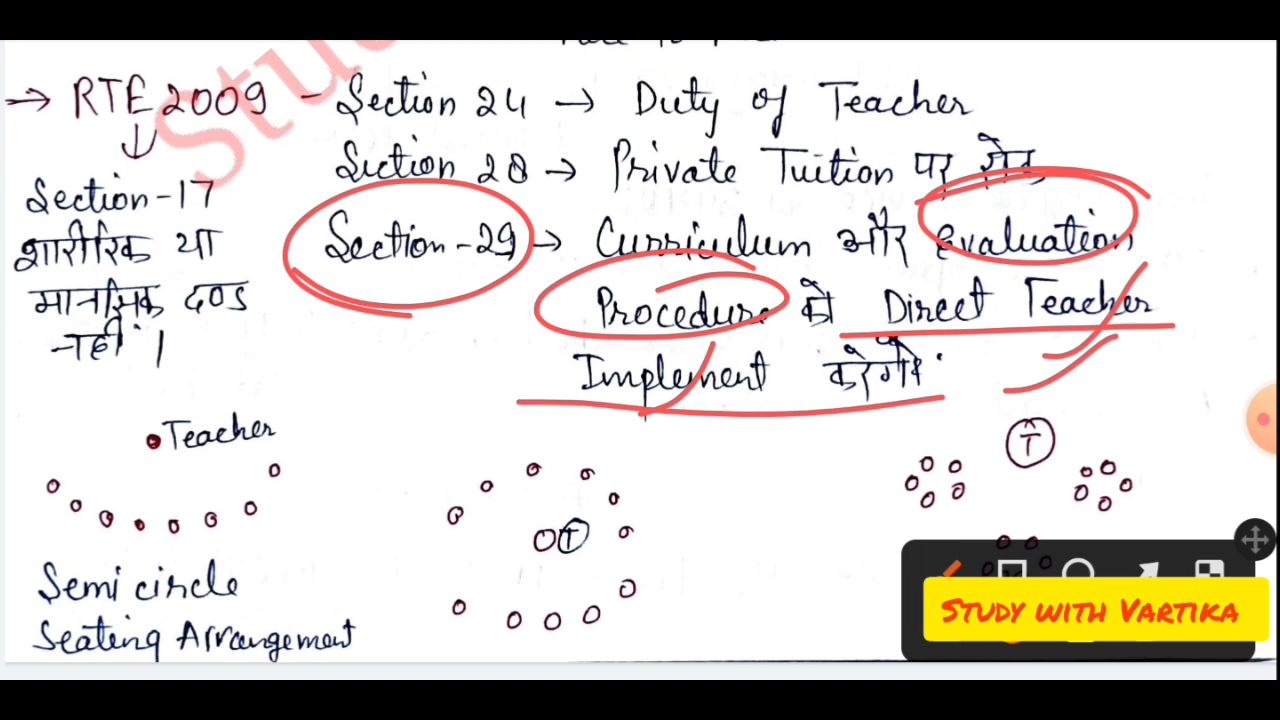 Stu
→ RTE 2009 - Section 24 → Duty of Teacher
Section 28 → Private Tuition पर रोक
Section-29 → Curriculum और evaluation
Procedure को Direct Teacher
Implement करेगें
Section-17
शारीरिक या
मानसिक दण्ड
नहीं।
Teacher
T
T
Semi circle
Seating Arrangement
STUDY WITH VARTIKA